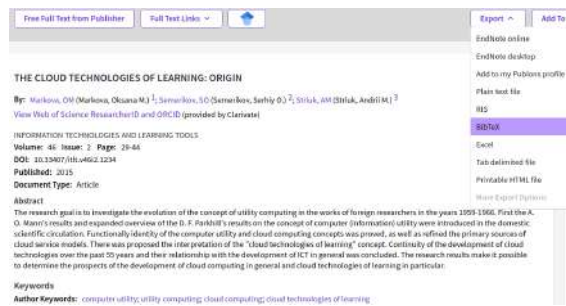 Free Full Text from Publisher
Full Text Links
Export
Add To
EndNote online
EndNote desktop
Add to my Publons profile
Plain text file
RIS
BibTeX
Excel
Tab delimited file
Printable HTML file
More Export Options
THE CLOUD TECHNOLOGIES OF LEARNING: ORIGIN
By: Markova, OM (Markova, Oksana M.) 1; Semerikov, SO (Semerikov, Serhiy O.) 2; Striuk, AM (Striuk, Andrii M.) 3
View Web of Science ResearcherID and ORCID (provided by Clarivate)
INFORMATION TECHNOLOGIES AND LEARNING TOOLS
Volume: 46 Issue: 2 Page: 29-44
DOI: 10.33407/itlt.v46i2.1234
Published: 2015
Document Type: Article
Abstract
The research goal is to investigate the evolution of the concept of utility computing in the works of foreign researchers in the years 1959-1966. First the A.
O. Mann's results and expanded overview of the D. F. Parkhill's results on the concept of computer (information) utility were introduced in the domestic
scientific circulation. Functionally identity of the computer utility and cloud computing concepts was proved, as well as refined the primary sources of
cloud service models. There was proposed the interpretation of the "cloud technologies of learning" concept. Continuity of the development of cloud
technologies over the past 55 years and their relationship with the development of ICT in general was concluded. The research results make it possible
to determine the prospects of the development of cloud computing in general and cloud technologies of learning in particular.
Keywords
Author Keywords: computer utility; utility computing; cloud computing; cloud technologies of learning